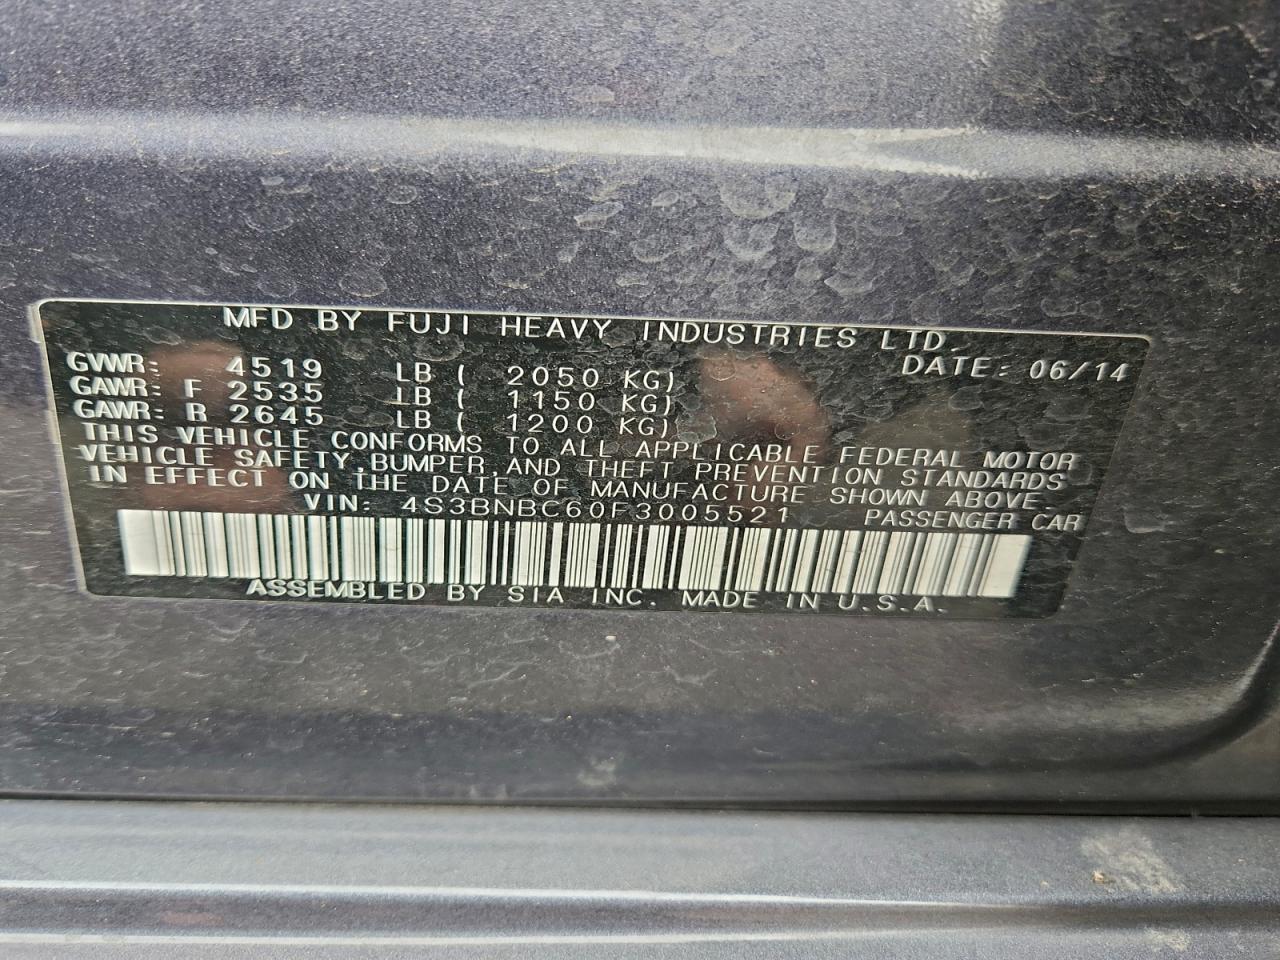 MFD BY FUJI HEAVY INDUSTRIES LTD.
DATE: 06/14
GVWR: 4519 LB ( 2050 KG)
GAWR: F 2535 LB ( 1150 KG)
GAWR: R 2645 LB ( 1200 KG)
THIS VEHICLE CONFORMS TO ALL APPLICABLE FEDERAL MOTOR
VEHICLE SAFETY,BUMPER,AND THEFT PREVENTION STANDARDS
IN EFFECT ON THE DATE OF MANUFACTURE SHOWN ABOVE
VIN: 4S3BNBC60F3005521 PASSENGER CAR
ASSEMBLED BY SIA INC. MADE IN U.S.A.